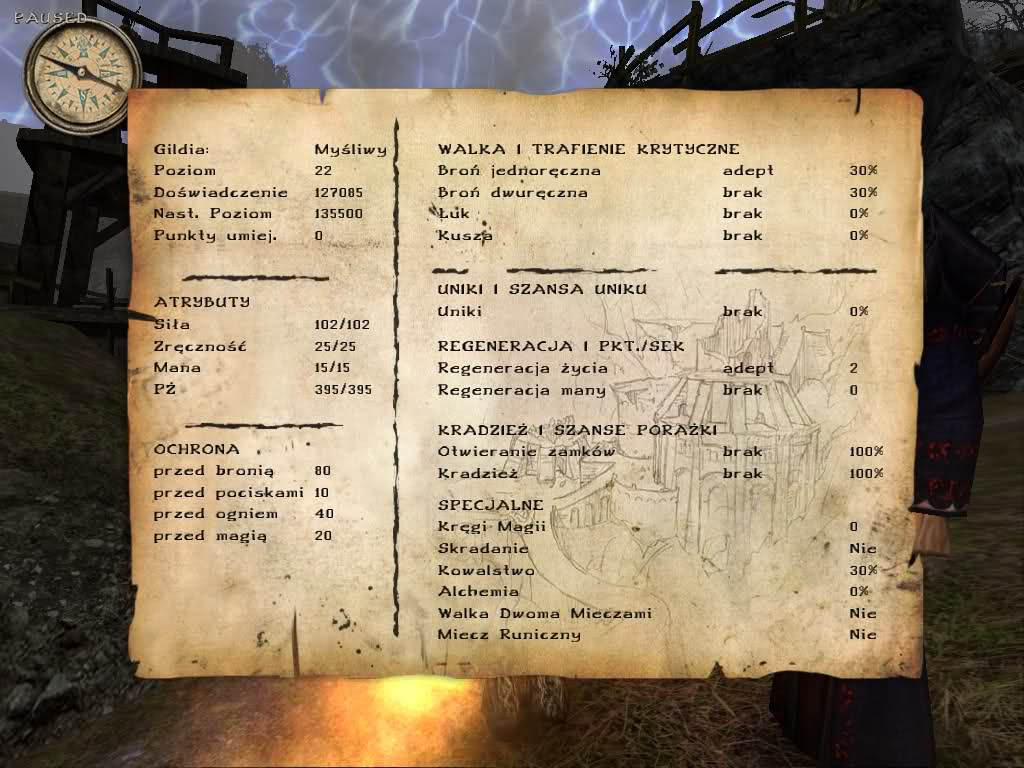 PAUSED
Gildia: Myśliwy
Poziom 22
Doświadczenie 127085
Nast. Poziom 135500
Punkty umiej. 0
ATRYBUTY
Siła 102/102
Zręczność 25/25
Mana 15/15
PŻ 395/395
OCHRONA
przed bronią 80
przed pociskami 10
przed ogniem 40
przed magią 20
WALKA I TRAFIENIE KRYTYCZNE
Broń jednoręczna adept 30%
Broń dwuręczna brak 30%
Łuk brak 0%
Kusza brak 0%
UNIKI I SZANSA UNIKU
Uniki brak 0%
REGENERACJA I PKT./SEK
Regeneracja życia adept 2
Regeneracja many brak 0
KRADZIEŻ I SZANSE PORAŻKI
Otwieranie zamków brak 100%
Kradzież brak 100%
SPECJALNE
Kręgi Magii 0
Skradanie Nie
Kowalstwo 30%
Alchemia 0%
Walka Dwoma Mieczami Nie
Miecz Runiczny Nie